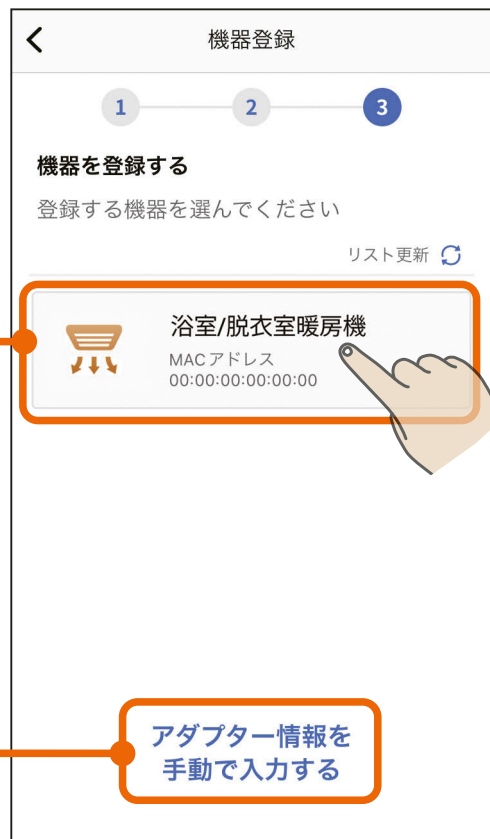 機器登録
1 2 3
機器を登録する
登録する機器を選んでください
リスト更新
浴室/脱衣室暖房機
MACアドレス
00:00:00:00:00:00
アダプター情報を
手動で入力する